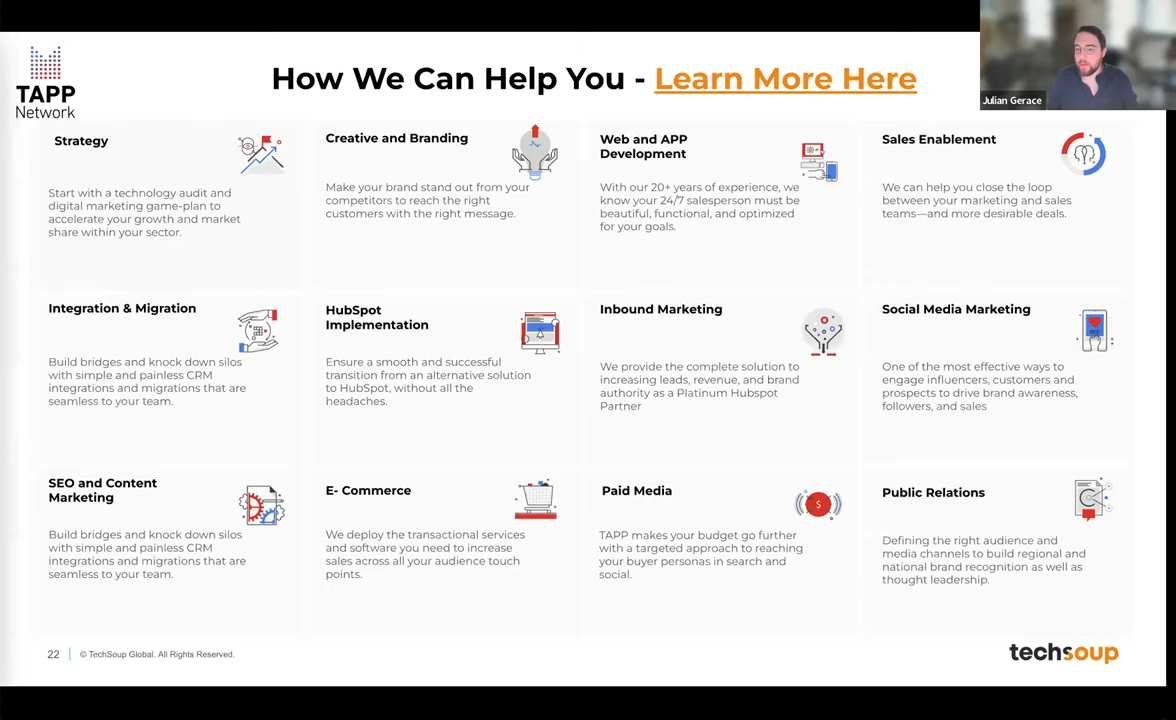 TAPP
Network
How We Can Help You - Learn More Here
Julian Gerace
Strategy
Start with a technology audit and
digital marketing game-plan to
accelerate your growth and market
share within your sector.
Creative and Branding
Make your brand stand out from your
competitors to reach the right
customers with the right message.
Web and APP
Development
With our 20+ years of experience, we
know your 24/7 salesperson must be
beautiful, functional, and optimized
for your goals.
Sales Enablement
We can help you close the loop
between your marketing and sales
teams—and more desirable deals.
Integration & Migration
Build bridges and knock down silos
with simple and painless CRM
integrations and migrations that are
seamless to your team.
HubSpot
Implementation
Ensure a smooth and successful
transition from an alternative solution
to HubSpot, without all the
headaches.
Inbound Marketing
We provide the complete solution to
increasing leads, revenue, and brand
authority as a Platinum Hubspot
Partner
Social Media Marketing
One of the most effective ways to
engage influencers, customers and
prospects to drive brand awareness,
followers, and sales
SEO and Content
Marketing
Build bridges and knock down silos
with simple and painless CRM
integrations and migrations that are
seamless to your team.
E- Commerce
We deploy the transactional services
and software you need to increase
sales across all your audience touch
points.
Paid Media
TAPP makes your budget go further
with a targeted approach to reaching
your buyer personas in search and
social.
$
Public Relations
Defining the right audience and
media channels to build regional and
national brand recognition as well as
thought leadership.
22
© TechSoup Global. All Rights Reserved.
techsoup